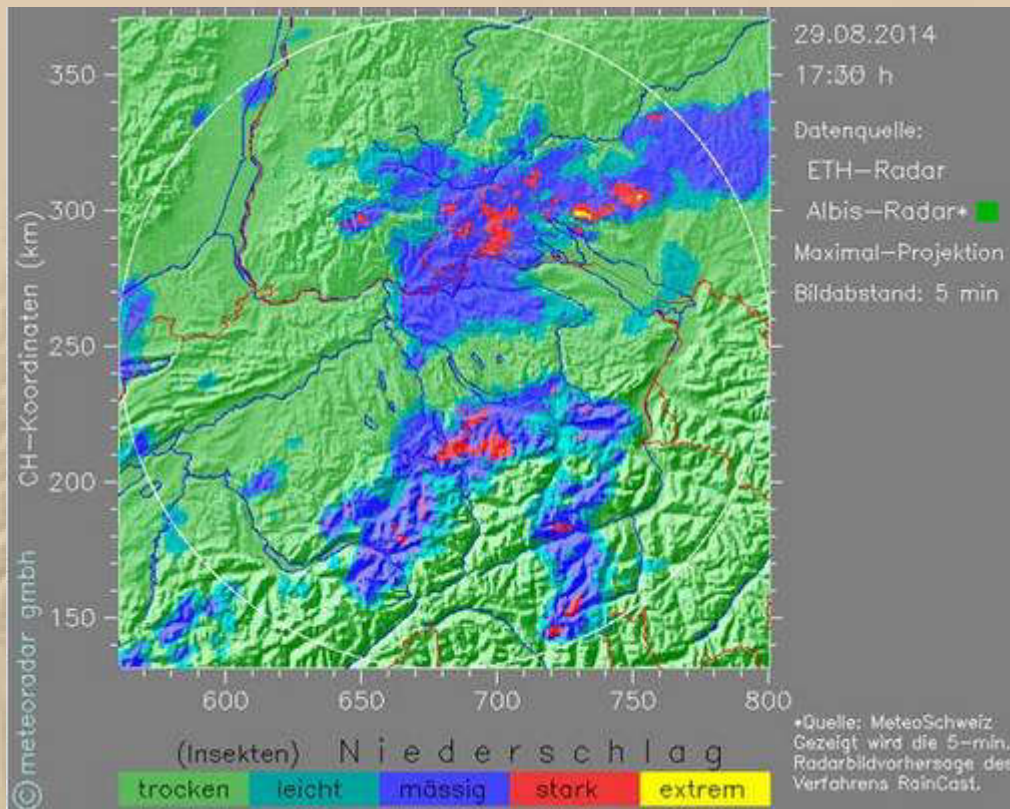 29.08.2014
17:30 h
Datenquelle:
ETH-Radar
Albis-Radar*
Maximal-Projektion
Bildabstand: 5 min
CH-Koordinaten (km)
© meteoradar gmbh
350
300
250
200
150
600
650
700
750
800
*Quelle: MeteoSchweiz
Gezeigt wird die 5-min.
Radarbildvorhersage des
Verfahrens RainCast.
(Insekten) Niederschlag
trocken leicht mässig stark extrem